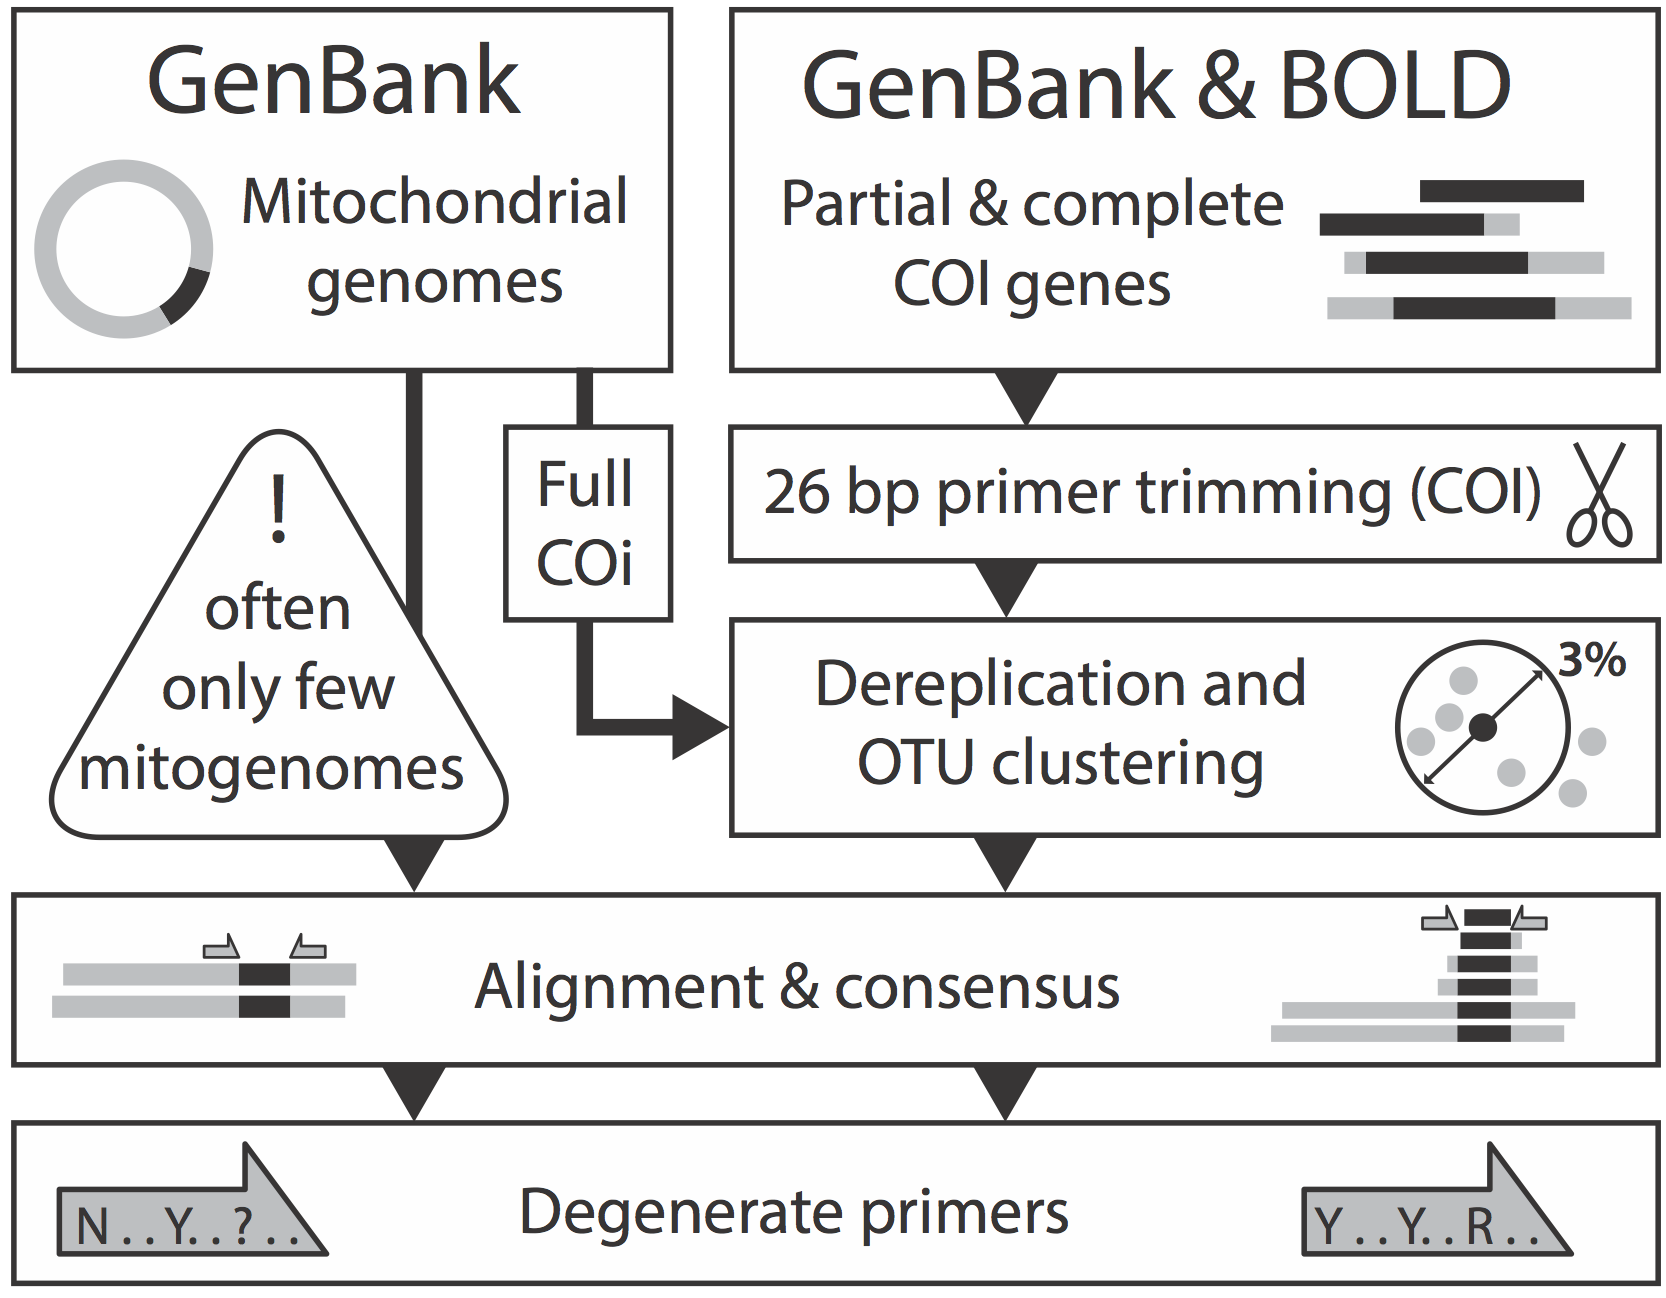 GenBank
Mitochondrial
genomes
GenBank & BOLD
Partial & complete
COI genes
!
often
only few
mitogenomes
Full
COi
26 bp primer trimming (COI)
Dereplication and
OTU clustering
3%
Alignment & consensus
N . . Y. . ? . .
Degenerate primers
Y . . Y. . R . .